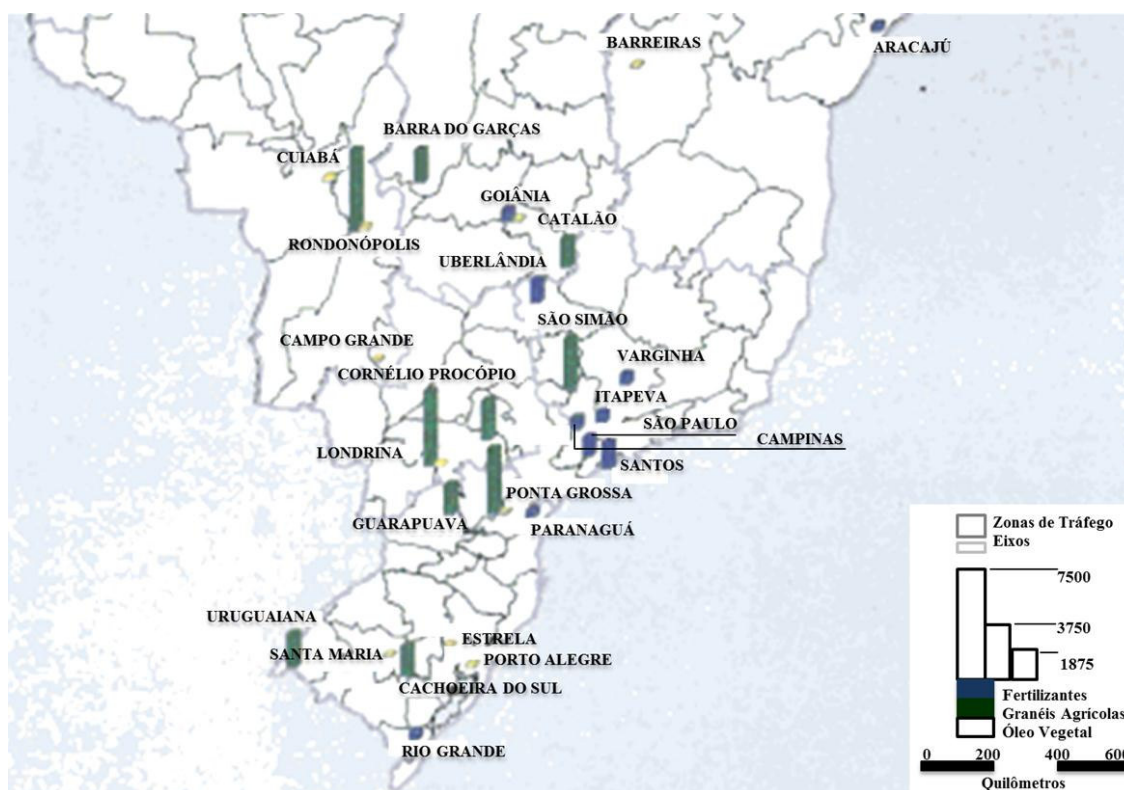 BARREIRAS
ARACAJÚ
BARRA DO GARÇAS
CUIABÁ
GOIÂNIA
CATALÃO
RONDONÓPOLIS
UBERLÂNDIA
SÃO SIMÃO
CAMPO GRANDE
VARGINHA
CORNÉLIO PROCÓPIO
ITAPEVA
SÃO PAULO
CAMPINAS
LONDRINA
SANTOS
PONTA GROSSA
GUARAPUAVA
PARANAGUÁ
URUGUAIANA
ESTRELA
SANTA MARIA
PORTO ALEGRE
CACHOEIRA DO SUL
RIO GRANDE
Zonas de Tráfego
Eixos
7500
3750
1875
Fertilizantes
Granéis Agrícolas
Óleo Vegetal
0 200 400 600
Quilômetros